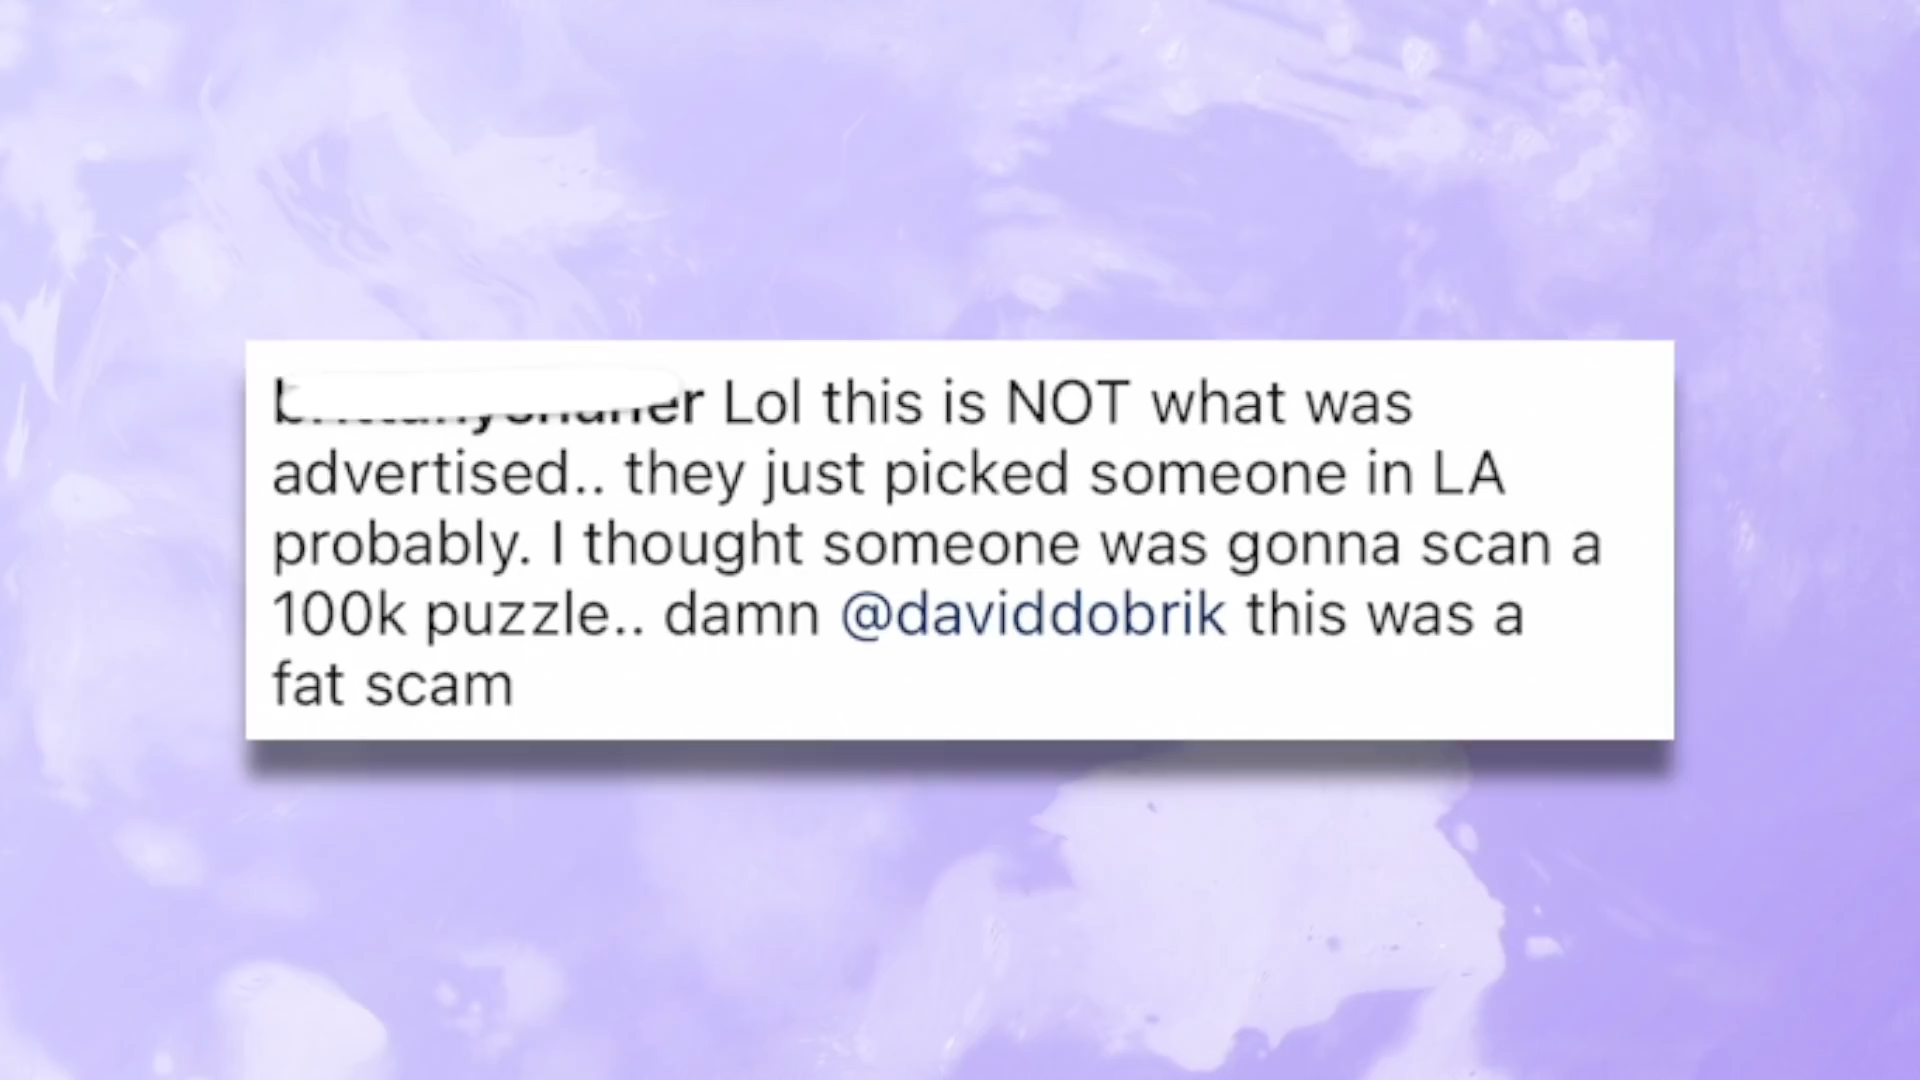 Lol this is NOT what was
advertised.. they just picked someone in LA
probably. I thought someone was gonna scan a
100k puzzle.. damn @daviddobrik this was a
fat scam